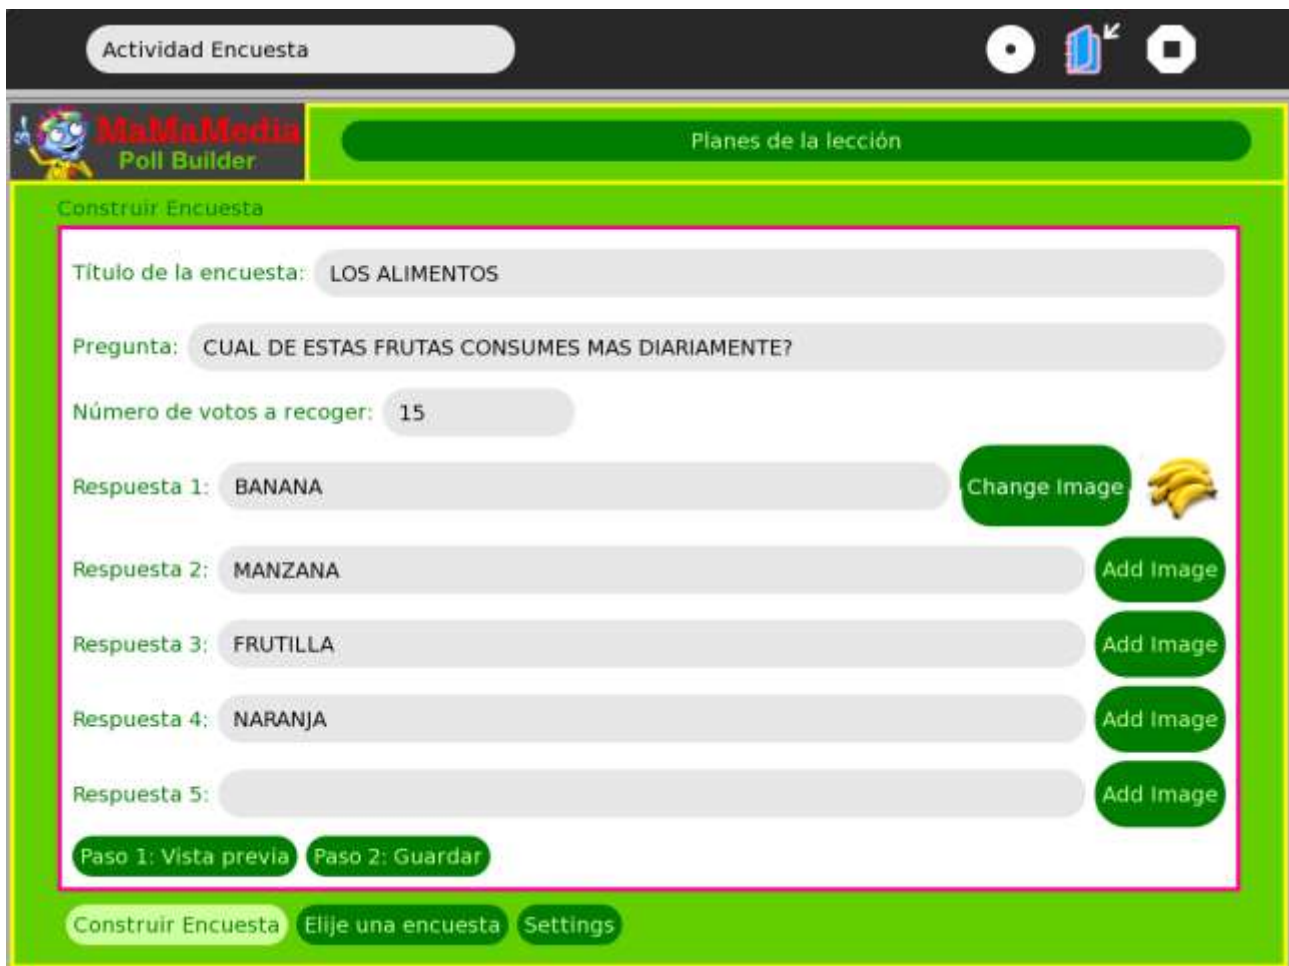 Actividad Encuesta
MaMaMedia
Poll Builder
Planes de la lección
Construir Encuesta
Título de la encuesta: LOS ALIMENTOS
Pregunta: CUAL DE ESTAS FRUTAS CONSUMES MAS DIARIAMENTE?
Número de votos a recoger: 15
Respuesta 1: BANANA Change Image
Respuesta 2: MANZANA Add Image
Respuesta 3: FRUTILLA Add Image
Respuesta 4: NARANJA Add Image
Respuesta 5: Add Image
Paso 1: Vista previa Paso 2: Guardar
Construir Encuesta Elije una encuesta Settings